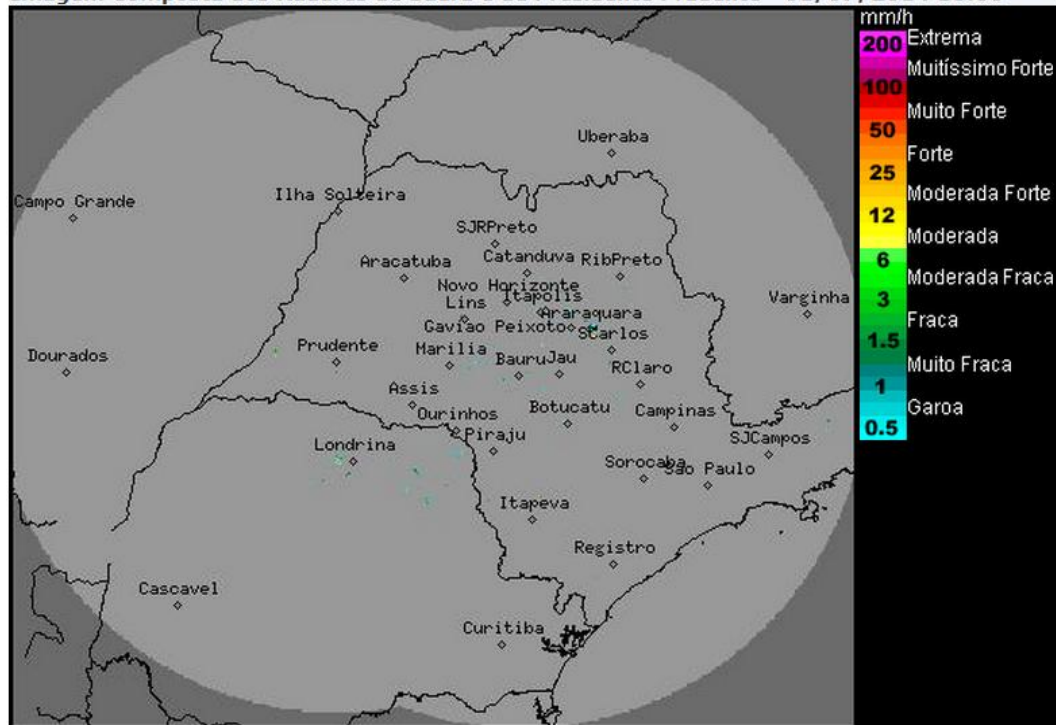 mm/h
200 Extrema
Muitíssimo Forte
100
Muito Forte
50
Forte
25
Moderada Forte
12
Moderada
6
Moderada Fraca
3
Fraca
1.5
Muito Fraca
1
Garoa
0.5
Uberaba
Campo Grande
Ilha Solteira
SJRPreto
Aracatuba
Catanduva
RibPreto
Novo Horizonte
Lins
Itapolis
Araraquara
Varginha
Gaviao Peixoto
Dourados
Prudente
Marilia
Bauru
Jau
RClaro
Assis
Ourinhos
Botucatu
Campinas
Londrina
Piraju
SJCampos
Sorocaba
Sao Paulo
Itapeva
Registro
Cascavel
Curitiba